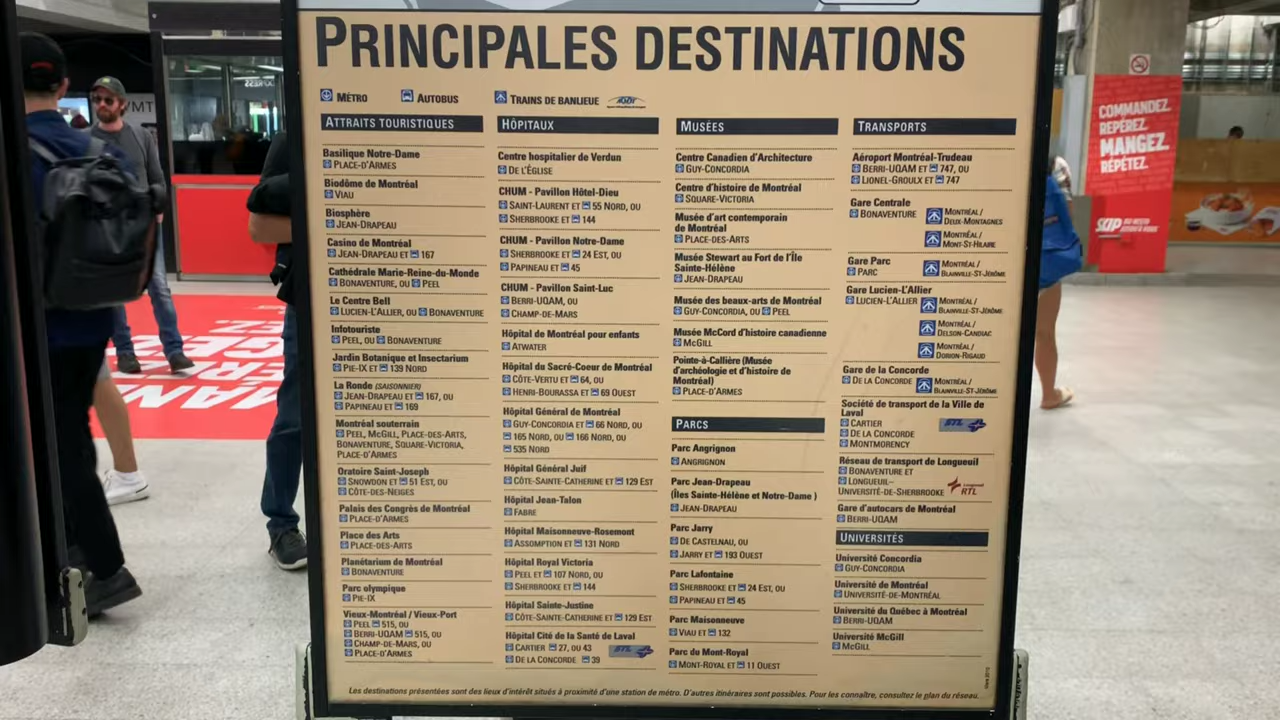 PRINCIPALES DESTINATIONS
MÉTRO
AUTOBUS
TRAINS DE BANLIEUE
ATTRAITS TOURISTIQUES
Basilique Notre-Dame
PLACE-D'ARMES
Biodôme de Montréal
VIAU
Biosphère
JEAN-DRAPEAU
Casino de Montréal
JEAN-DRAPEAU ET 167
Cathédrale Marie-Reine-du-Monde
BONAVENTURE, OU PEEL
Le Centre Bell
LUCIEN-L'ALLIER, OU BONAVENTURE
Infotouriste
PEEL, OU BONAVENTURE
Jardin Botanique et Insectarium
PIE-IX ET 139 NORD
La Ronde (SAISONNIER)
JEAN-DRAPEAU ET 167, OU
PAPINEAU ET 169
Montréal souterrain
PEEL, MCGILL, PLACE-DES-ARTS,
BONAVENTURE, SQUARE-VICTORIA,
PLACE-D'ARMES
Oratoire Saint-Joseph
SNOWDON ET 51 EST, OU
CÔTE-DES-NEIGES
Palais des Congrès de Montréal
PLACE-D'ARMES
Place des Arts
PLACE-DES-ARTS
Planétarium de Montréal
BONAVENTURE
Parc olympique
PIE-IX
Vieux-Montréal / Vieux-Port
PEEL 515, OU
BERRI-UQAM 515, OU
CHAMP-DE-MARS, OU
PLACE-D'ARMES
HÔPITAUX
Centre hospitalier de Verdun
DE L'ÉGLISE
CHUM - Pavillon Hôtel-Dieu
SAINT-LAURENT ET 55 NORD, OU
SHERBROOKE ET 144
CHUM - Pavillon Notre-Dame
SHERBROOKE ET 24 EST, OU
PAPINEAU ET 45
CHUM - Pavillon Saint-Luc
BERRI-UQAM, OU
CHAMP-DE-MARS
Hôpital de Montréal pour enfants
ATWATER
Hôpital du Sacré-Coeur de Montréal
CÔTE-VERTU ET 64, OU
HENRI-BOURASSA ET 69 OUEST
Hôpital Général de Montréal
GUY-CONCORDIA ET 66 NORD, OU
165 NORD, OU 166 NORD, OU
535 NORD
Hôpital Général Juif
CÔTE-SAINTE-CATHERINE ET 129 EST
Hôpital Jean-Talon
FABRE
Hôpital Maisonneuve-Rosemont
ASSOMPTION ET 131 NORD
Hôpital Royal Victoria
PEEL ET 107 NORD, OU
SHERBROOKE ET 144
Hôpital Sainte-Justine
CÔTE-SAINTE-CATHERINE ET 129 EST
Hôpital Cité de la Santé de Laval
CARTIER 27, OU 43
DE LA CONCORDE 39
STL
MUSÉES
Centre Canadien d'Architecture
GUY-CONCORDIA
Centre d'histoire de Montréal
SQUARE-VICTORIA
Musée d'art contemporain
de Montréal
PLACE-DES-ARTS
Musée Stewart au Fort de l'Île
Sainte-Hélène
JEAN-DRAPEAU
Musée des beaux-arts de Montréal
GUY-CONCORDIA, OU PEEL
Musée McCord d'histoire canadienne
MCGILL
Pointe-à-Callière (Musée
d'archéologie et d'histoire de
Montréal)
PLACE-D'ARMES
PARCS
Parc Angrignon
ANGRIGNON
Parc Jean-Drapeau
(Îles Sainte-Hélène et Notre-Dame )
JEAN-DRAPEAU
Parc Jarry
DE CASTELNAU, OU
JARRY ET 193 OUEST
Parc Lafontaine
SHERBROOKE ET 24 EST, OU
PAPINEAU ET 45
Parc Maisonneuve
VIAU ET 132
Parc du Mont-Royal
MONT-ROYAL ET 11 OUEST
TRANSPORTS
Aéroport Montréal-Trudeau
BERRI-UQAM ET 747, OU
LIONEL-GROULX ET 747
Gare Centrale
BONAVENTURE
MONTRÉAL /
DEUX-MONTAGNES
MONTRÉAL /
MONT-ST-HILAIRE
Gare Parc
PARC
MONTRÉAL /
BLAINVILLE-ST-JÉRÔME
Gare Lucien-L'Allier
LUCIEN-L'ALLIER
MONTRÉAL /
BLAINVILLE-ST-JÉRÔME
MONTRÉAL /
DELSON-CANDIAC
MONTRÉAL /
DORION-RIGAUD
Gare de la Concorde
DE LA CONCORDE
MONTRÉAL /
BLAINVILLE-ST-JÉRÔME
Société de transport de la Ville de
Laval
CARTIER
DE LA CONCORDE
MONTMORENCY
STL
Réseau de transport de Longueuil
BONAVENTURE ET
LONGUEUIL–
UNIVERSITÉ-DE-SHERBROOKE
RTL
Gare d'autocars de Montréal
BERRI-UQAM
UNIVERSITÉS
Université Concordia
GUY-CONCORDIA
Université de Montréal
UNIVERSITÉ-DE-MONTRÉAL
Université du Québec à Montréal
BERRI-UQAM
Université McGill
MCGILL
Les destinations présentées sont des lieux d'intérêt situés à proximité d'une station de métro. D'autres itinéraires sont possibles. Pour les connaître, consultez le plan du réseau.
COMMANDEZ.
REPÉREZ.
MANGEZ.
RÉPÉTEZ.
SKIP